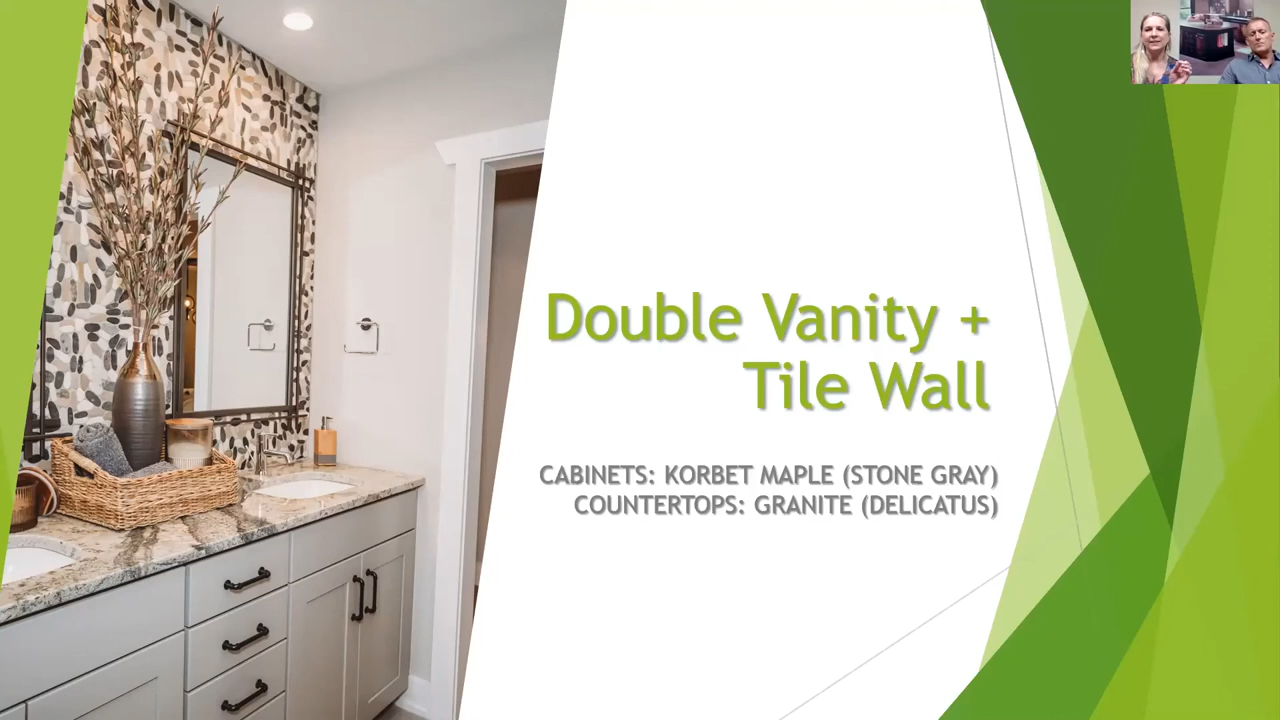 Double Vanity +
Tile Wall
CABINETS: KORBET MAPLE (STONE GRAY)
COUNTERTOPS: GRANITE (DELICATUS)